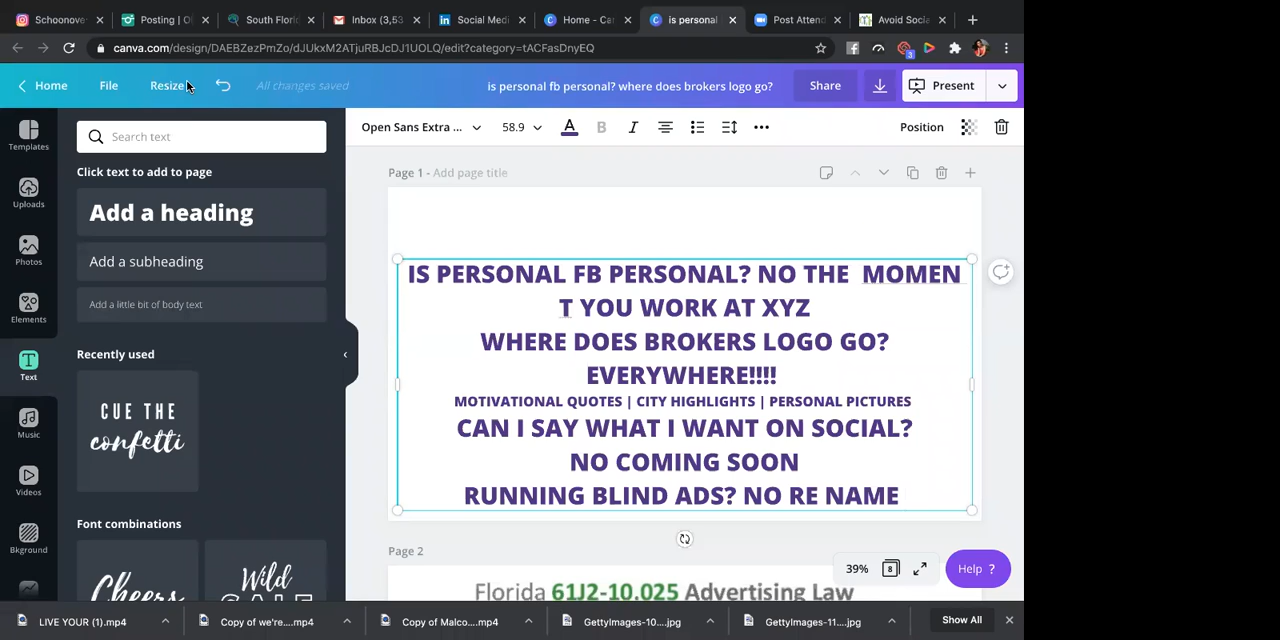 Schoonove
Posting | O
South Flori
Inbox (3,53
Social Medi
Home - Ca
is personal
Post Attend
Avoid Socia
canva.com/design/DAEBZezPmZo/dJUkxM2ATjuRBJcDJ1UOLQ/edit?category=tACFasDnyEQ
3
Home
File
Resize
All changes saved
is personal fb personal? where does brokers logo go?
Share
Present
Templates
Uploads
Photos
Elements
Text
Music
Videos
Bkground
Search text
Click text to add to page
Add a heading
Add a subheading
Add a little bit of body text
Recently used
CUE THE
confetti
Font combinations
Cheers
Wild
Open Sans Extra ...
58.9
A
B
I
Position
Page 1 - Add page title
IS PERSONAL FB PERSONAL? NO THE MOMEN
T YOU WORK AT XYZ
WHERE DOES BROKERS LOGO GO?
EVERYWHERE!!!!
MOTIVATIONAL QUOTES | CITY HIGHLIGHTS | PERSONAL PICTURES
CAN I SAY WHAT I WANT ON SOCIAL?
NO COMING SOON
RUNNING BLIND ADS? NO RE NAME
Page 2
Florida 61J2-10.025 Advertising Law
39%
8
Help ?
LIVE YOUR (1).mp4
Copy of we're....mp4
Copy of Malco....mp4
GettyImages-10....jpg
GettyImages-11....jpg
Show All